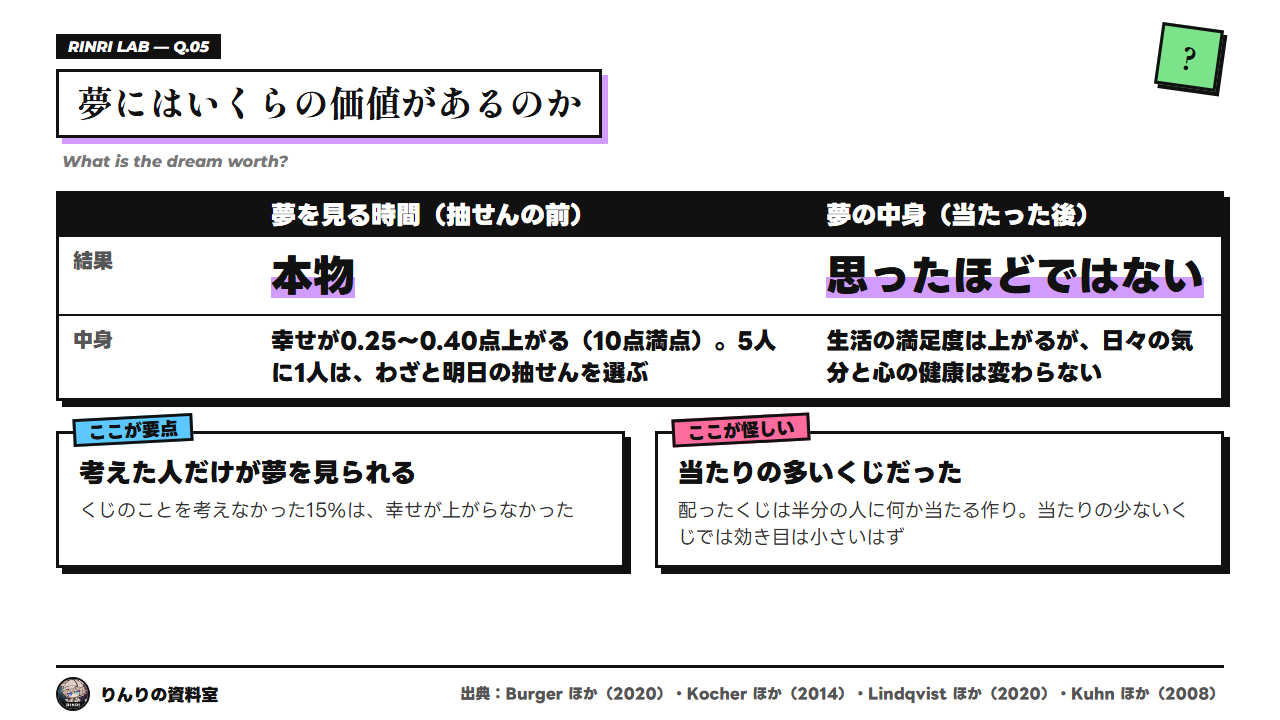 RINRI LAB — Q.05
?
夢にはいくらの価値があるのか
What is the dream worth?
夢を見る時間（抽せんの前）
夢の中身（当たった後）
結果
本物
思ったほどではない
中身
幸せが0.25〜0.40点上がる（10点満点）。5人
に1人は、わざと明日の抽せんを選ぶ
生活の満足度は上がるが、日々の気
分と心の健康は変わらない
ここが要点
考えた人だけが夢を見られる
くじのことを考えなかった15%は、幸せが上がらなかった
ここが怪しい
当たりの多いくじだった
配ったくじは半分の人に何か当たる作り。当たりの少ないく
じでは効き目は小さいはず
RINRI
りんりの資料室
出典：Burger ほか（2020）・Kocher ほか（2014）・Lindqvist ほか（2020）・Kuhn ほか（2008）